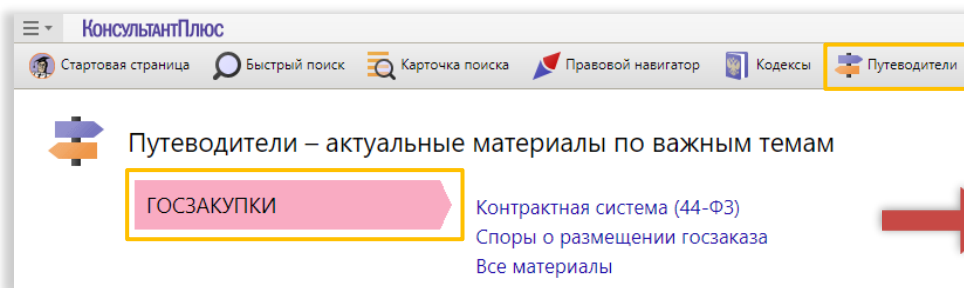 КонсультантПлюс
Стартовая страница Быстрый поиск Карточка поиска Правовой навигатор Кодексы Путеводители
Путеводители – актуальные материалы по важным темам
ГОСЗАКУПКИ
Контрактная система (44-ФЗ)
Споры о размещении госзаказа
Все материалы